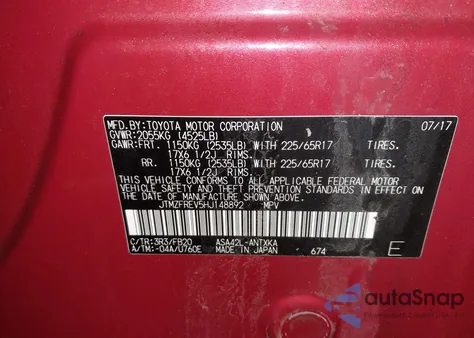 MFD.BY:TOYOTA MOTOR CORPORATION 07/17
GVWR:2055KG (4525LB)
GAWR:FRT. 1150KG (2535LB) WITH 225/65R17 TIRES.
17X6 1/2J RIMS.
RR. 1150KG (2535LB) WITH 225/65R17 TIRES.
17X6 1/2J RIMS.
THIS VEHICLE CONFORMS TO ALL APPLICABLE FEDERAL MOTOR
VEHICLE SAFETY AND THEFT PREVENTION STANDARDS IN EFFECT ON
THE DATE OF MANUFACTURE SHOWN ABOVE.
JTMZFREV5HJ148892 MPV
C/TR:3R3/FB20 ASA42L-ANTXKA
A/TM:-04A/U760E MADE IN JAPAN 674 E
autoSnap